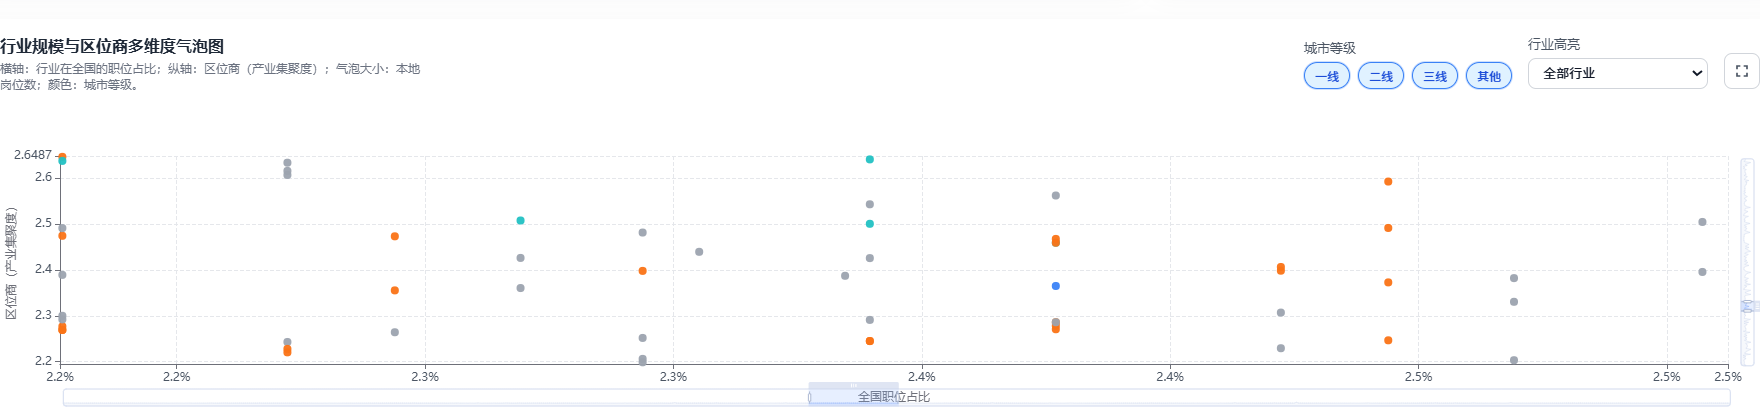 行业规模与区位商多维度气泡图
横轴：行业在全国的职位占比；纵轴：区位商（产业集聚度）；气泡大小：本地
岗位数；颜色：城市等级。
城市等级
一线 二线 三线 其他
行业高亮
全部行业
区位商（产业集聚度）
2.6487
2.6
2.5
2.4
2.3
2.2
2.2% 2.2% 2.3% 2.3% 2.4% 2.4% 2.5% 2.5% 2.5%
全国职位占比